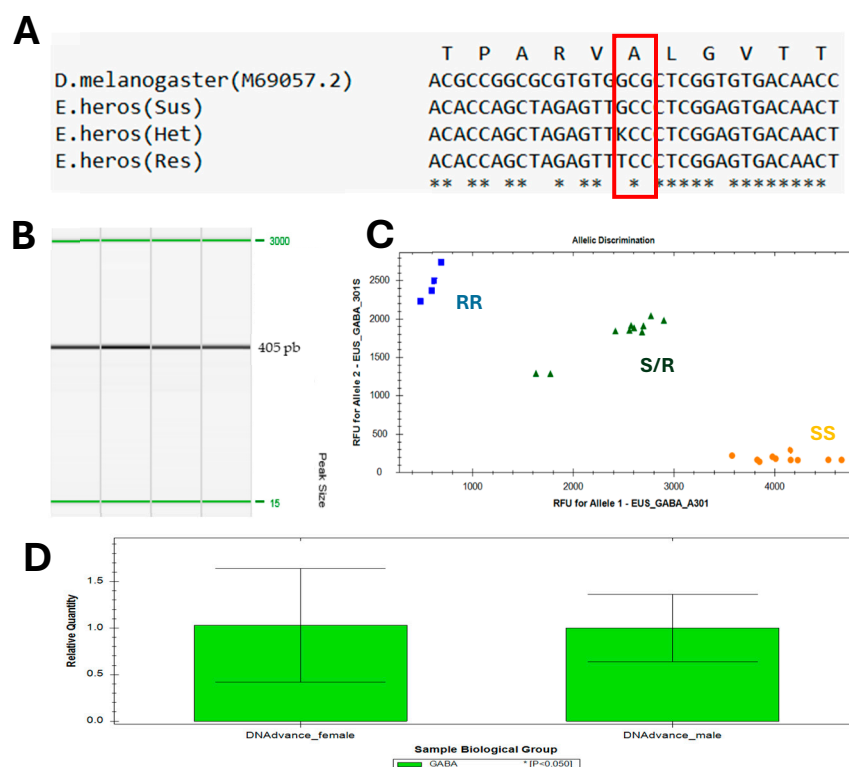 A
T P A R V A L G V T T
D.melanogaster(M69057.2) ACGCCGGCGCGTGTGGCGCTCGGTGTGACAACC
E.heros(Sus) ACACCAGCTAGAGTTGCCCTCGGAGTGACAACT
E.heros(Het) ACACCAGCTAGAGTTKCCCTCGGAGTGACAACT
E.heros(Res) ACACCAGCTAGAGTTTCCCTCGGAGTGACAACT
** ** ** * ** * ***** ********
B
3000
405 pb
15
Peak Size
C
Allelic Discrimination
RFU for Allele 2 - EUS_GABA_301S
2500
2000
1500
1000
500
0
RR
S/R
SS
1000 2000 3000 4000
RFU for Allele 1 - EUS_GABA_A301
D
Relative Quantity
1.5
1.0
0.5
0.0
DNAdvance_female DNAdvance_male
Sample Biological Group
GABA * [P<0.050]